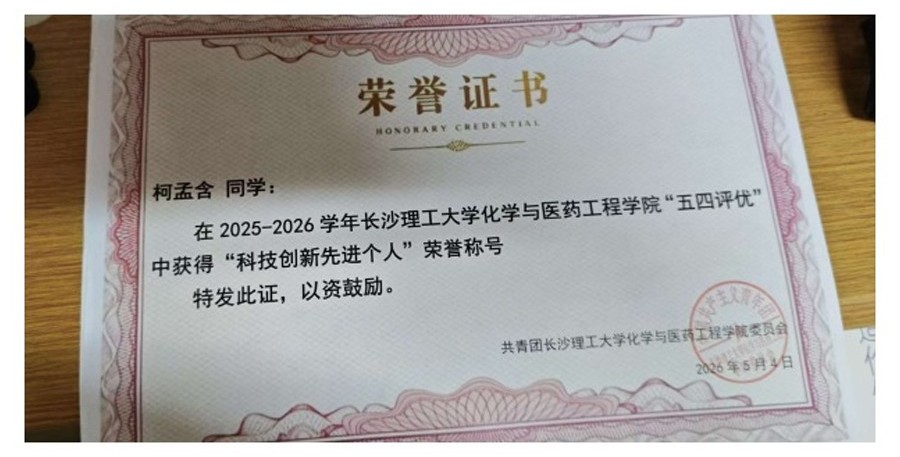 荣誉证书
HONORARY CREDENTIAL
柯孟含 同学：
在 2025-2026 学年长沙理工大学化学与医药工程学院“五四评优”
中获得“科技创新先进个人”荣誉称号
特发此证，以资鼓励。
共青团长沙理工大学化学与医药工程学院委员会
2026 年 5 月 4 日